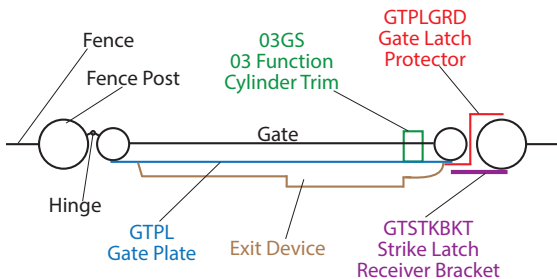 Fence
Fence Post
03GS
03 Function
Cylinder Trim
GTPLGRD
Gate Latch
Protector
Gate
Hinge
GTPL
Gate Plate
Exit Device
GTSTKBKT
Strike Latch
Receiver Bracket